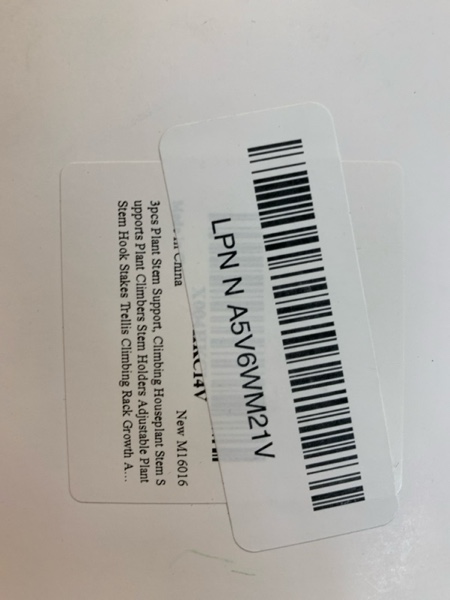 LPN N A5V6WM21V
3pcs Plant Stem Support, Climbing Houseplant Stem S
upports Plant Climbers Stem Holders Adjustable Plant
Stem Hook Stakes Trellis Climbing Rack Growth A...
New M16016
China